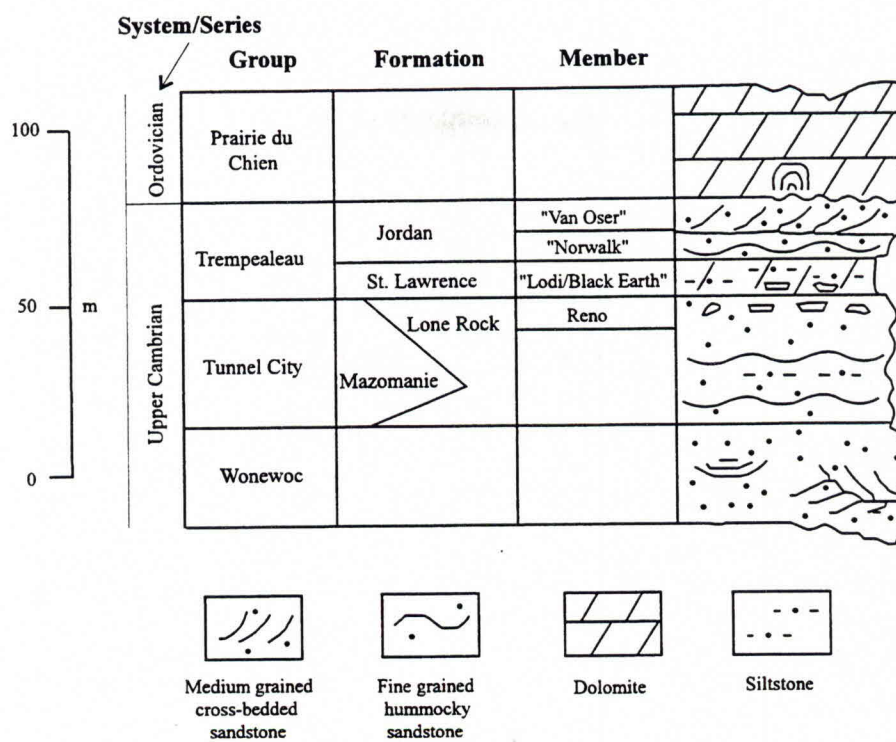 System/Series
Group Formation Member
100
50
m
0
Ordovician
Upper Cambrian
Prairie du
Chien
Trempealeau
Jordan
"Van Oser"
"Norwalk"
St. Lawrence
"Lodi/Black Earth"
Tunnel City
Lone Rock
Mazomanie
Reno
Wonewoc
Medium grained
cross-bedded
sandstone
Fine grained
hummocky
sandstone
Dolomite
Siltstone